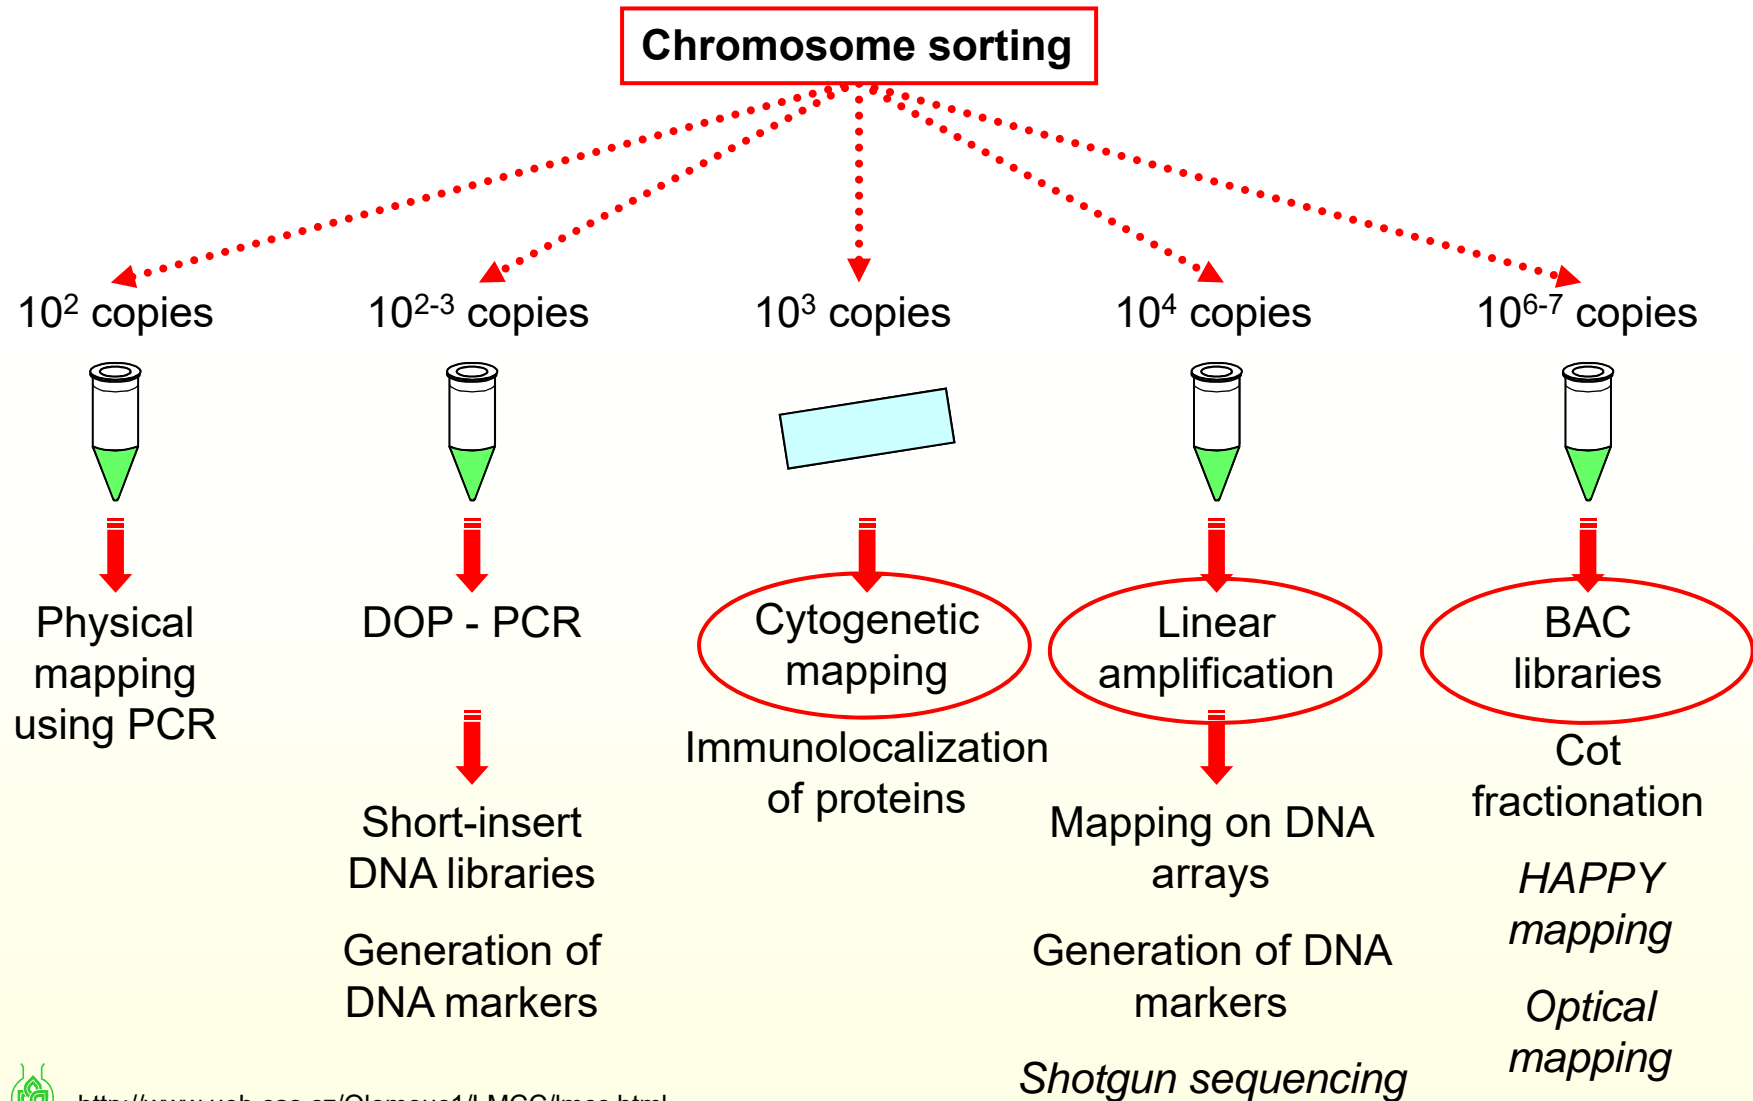 Chromosome sorting
10² copies
10²⁻³ copies
10³ copies
10⁴ copies
10⁶⁻⁷ copies
Physical
mapping
using PCR
DOP - PCR
Short-insert
DNA libraries
Generation of
DNA markers
Cytogenetic
mapping
Immunolocalization
of proteins
Linear
amplification
Mapping on DNA
arrays
Generation of DNA
markers
Shotgun sequencing
BAC
libraries
Cot
fractionation
HAPPY
mapping
Optical
mapping